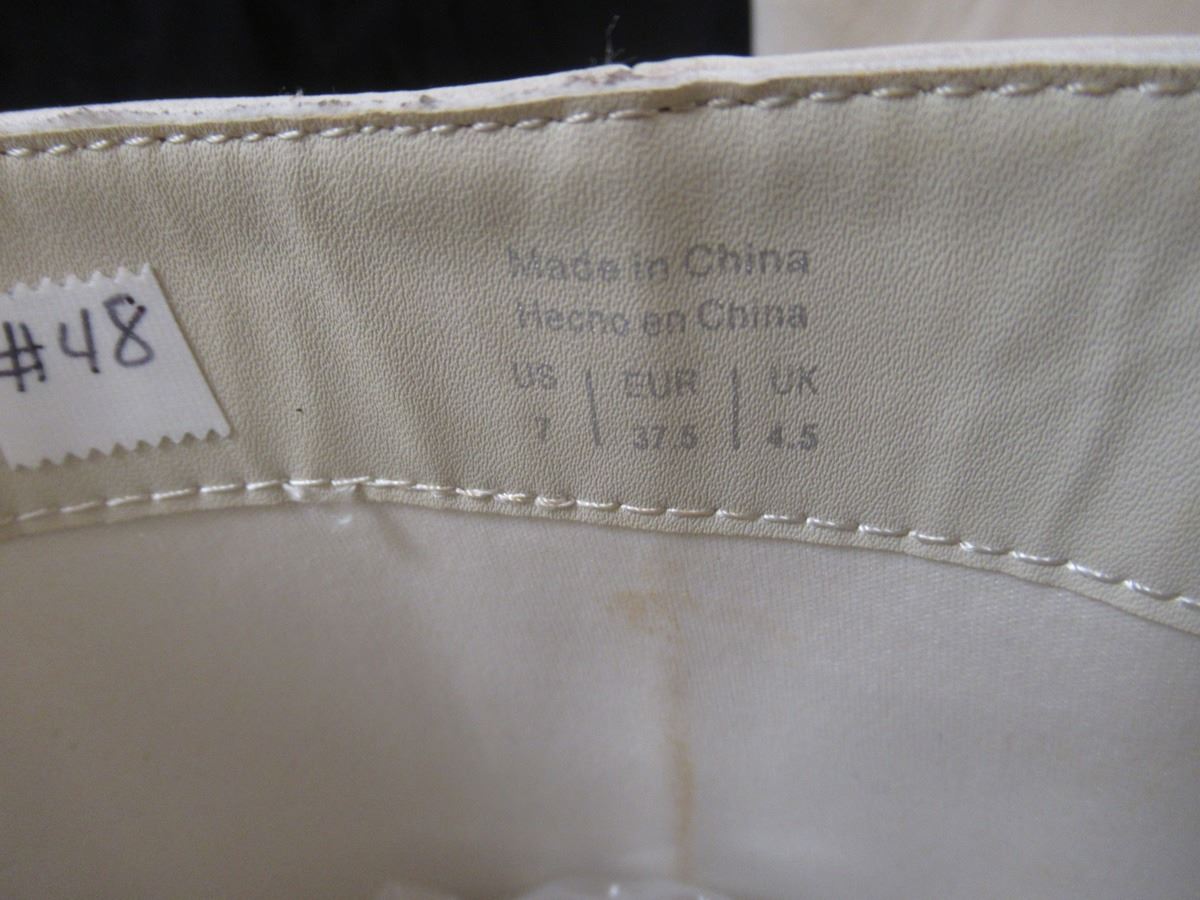 #48
Made in China
Hecho en China
US | EUR | UK
7 | 37.5 | 4.5